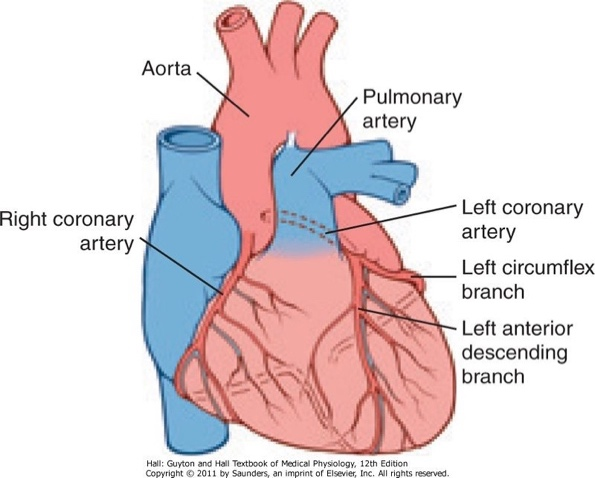 Aorta
Pulmonary
artery
Right coronary
artery
Left coronary
artery
Left circumflex
branch
Left anterior
descending
branch
Hall: Guyton and Hall Textbook of Medical Physiology, 12th Edition
Copyright © 2011 by Saunders, an imprint of Elsevier, Inc. All rights reserved.